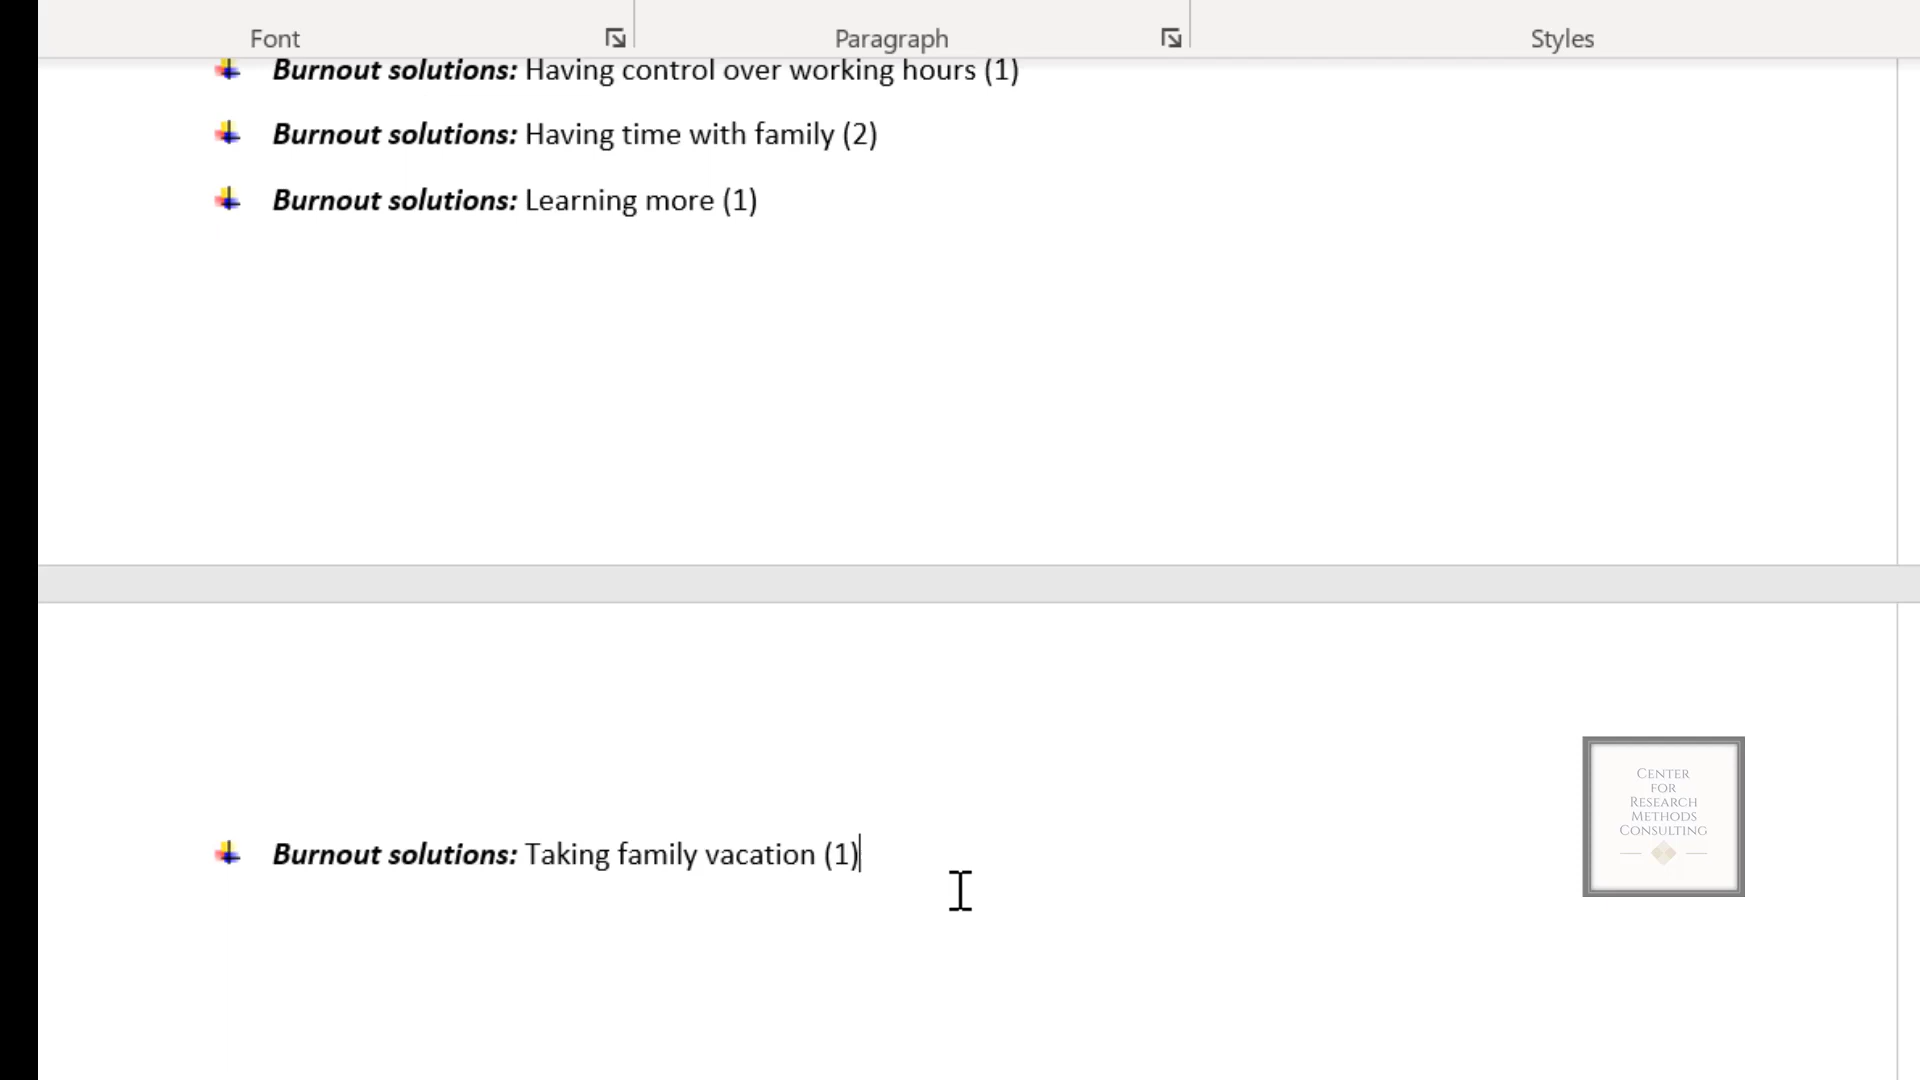 Font
Paragraph
Styles
Burnout solutions: Having control over working hours (1)
Burnout solutions: Having time with family (2)
Burnout solutions: Learning more (1)
CENTER
FOR
RESEARCH
METHODS
CONSULTING
Burnout solutions: Taking family vacation (1)